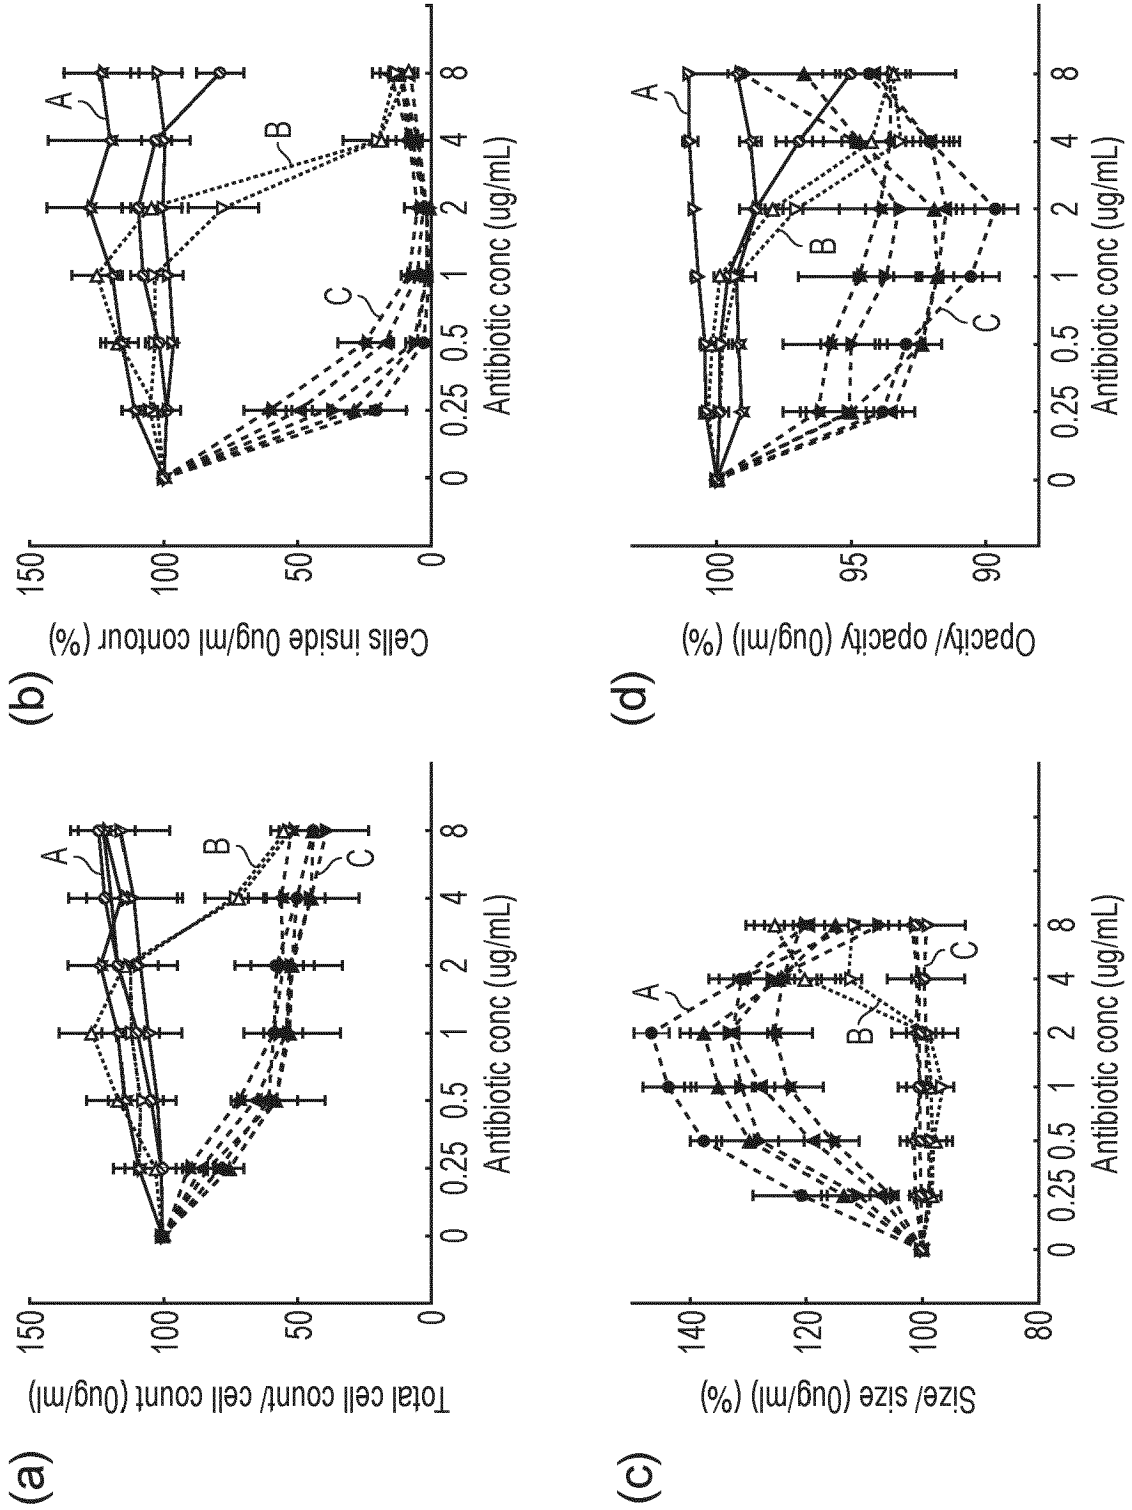 (a)
Total cell count/ cell count (0ug/ml)
150
100
50
0
A
B
C
0 0.25 0.5 1 2 4 8
Antibiotic conc (ug/mL)
(b)
Cells inside 0ug/ml contour (%)
150
100
50
0
A
B
C
0 0.25 0.5 1 2 4 8
Antibiotic conc (ug/mL)
(c)
Size/ size (0ug/ml) (%)
140
120
100
80
A
B
C
0 0.25 0.5 1 2 4 8
Antibiotic conc (ug/mL)
(d)
Opacity/ opacity (0ug/ml) (%)
100
95
90
A
B
C
0 0.25 0.5 1 2 4 8
Antibiotic conc (ug/mL)